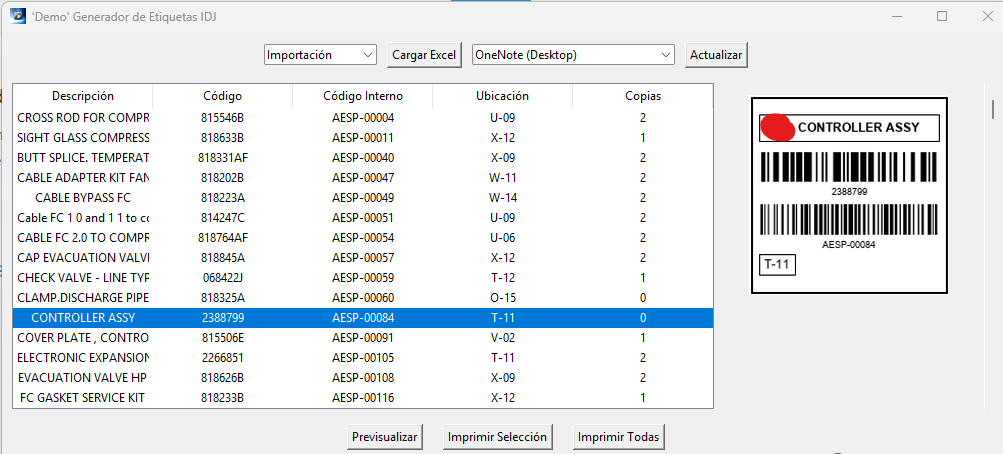 'Demo' Generador de Etiquetas IDJ
Importación Cargar Excel OneNote (Desktop) Actualizar
Descripción Código Código Interno Ubicación Copias
CROSS ROD FOR COMPR 815546B AESP-00004 U-09 2
SIGHT GLASS COMPRESS 818633B AESP-00011 X-12 1
BUTT SPLICE. TEMPERAT 818331AF AESP-00040 X-09 2
CABLE ADAPTER KIT FAN 818202B AESP-00047 W-11 2
CABLE BYPASS FC 818223A AESP-00049 W-14 2
Cable FC 1 0 and 1 1 to cc 814247C AESP-00051 U-09 2
CABLE FC 2.0 TO COMPR 818764AF AESP-00054 U-06 2
CAP EVACUATION VALVI 818845A AESP-00057 X-12 2
CHECK VALVE - LINE TYP 068422J AESP-00059 T-12 1
CLAMP.DISCHARGE PIPE 818325A AESP-00060 O-15 0
CONTROLLER ASSY 2388799 AESP-00084 T-11 0
COVER PLATE , CONTRO 815506E AESP-00091 V-02 1
ELECTRONIC EXPANSION 2266851 AESP-00105 T-11 2
EVACUATION VALVE HP 818626B AESP-00108 X-09 2
FC GASKET SERVICE KIT 818233B AESP-00116 X-12 1
CONTROLLER ASSY
2388799
AESP-00084
T-11
Previsualizar Imprimir Selección Imprimir Todas